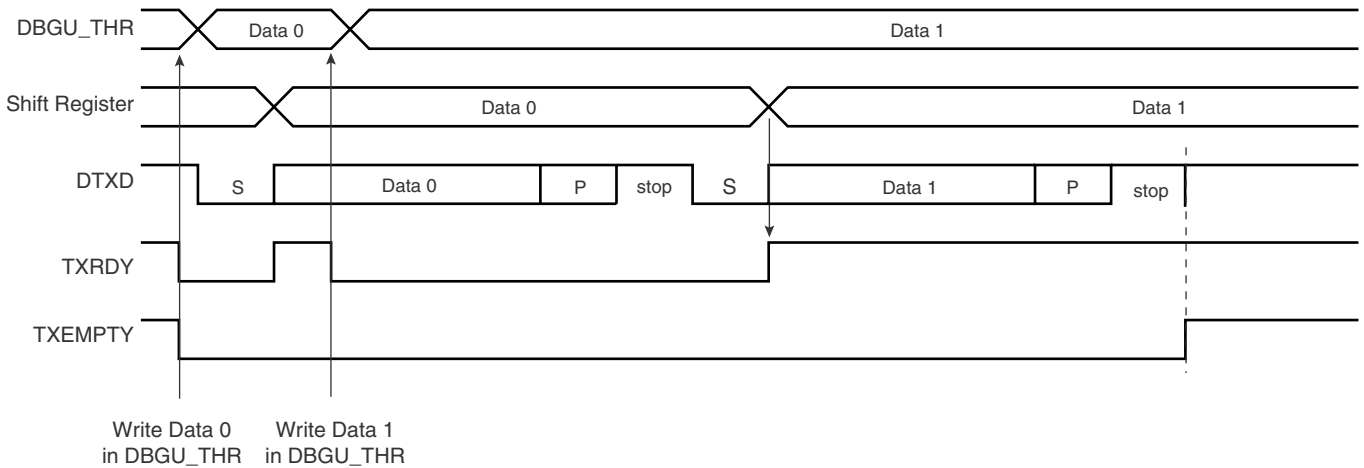 DBGU_THR
Data 0
Data 1
Shift Register
Data 0
Data 1
DTXD
S
Data 0
P
stop
S
Data 1
P
stop
TXRDY
TXEMPTY
Write Data 0
in DBGU_THR
Write Data 1
in DBGU_THR